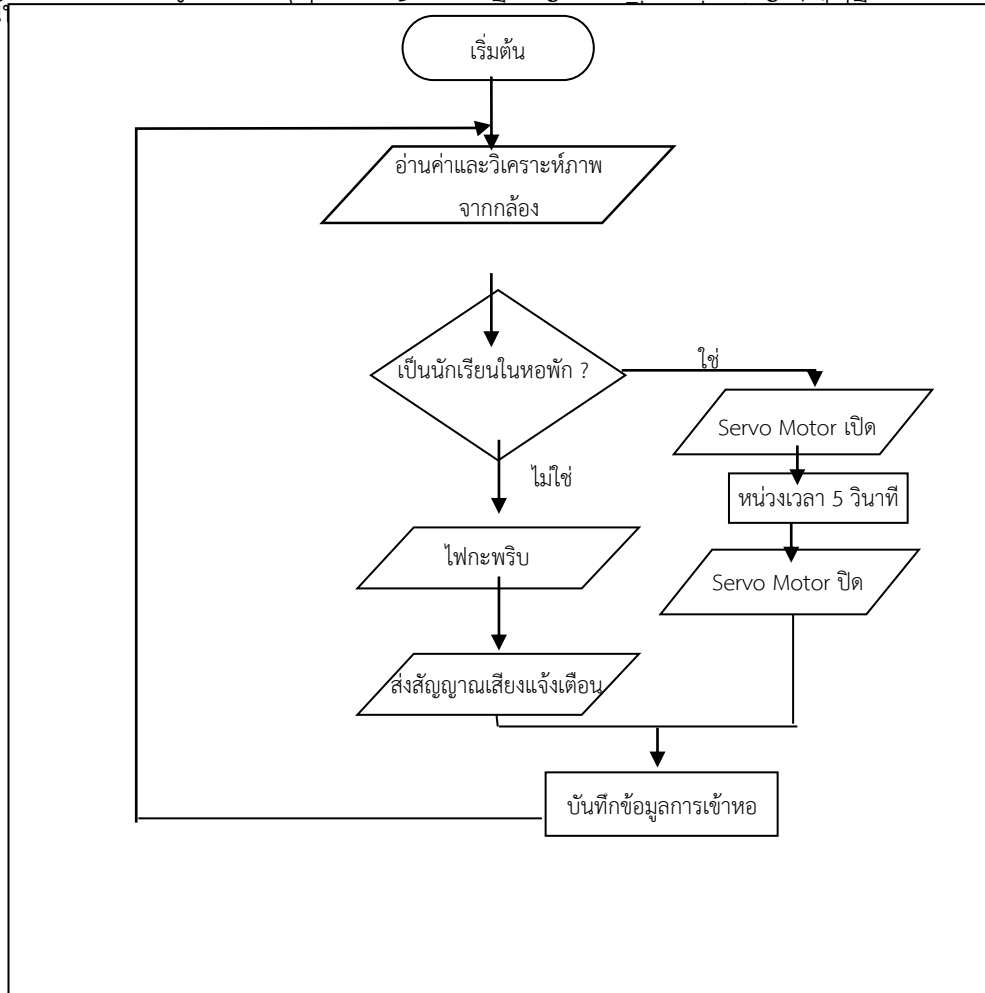 เริ่มต้น
อ่านค่าและวิเคราะห์ภาพ
จากกล้อง
เป็นนักเรียนในหอพัก ?
ใช่
Servo Motor เปิด
ไม่ใช่
หน่วงเวลา 5 วินาที
ไฟกะพริบ
Servo Motor ปิด
ส่งสัญญาณเสียงแจ้งเตือน
บันทึกข้อมูลการเข้าหอ